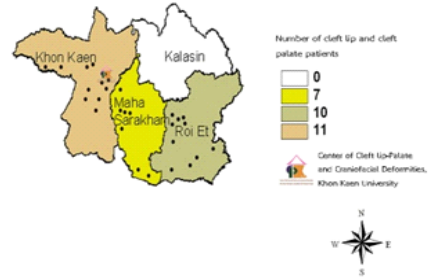 Khon Kaen
Kalasin
Maha
Sarakham
Roi Et
Number of cleft lip and cleft
palate patients
0
7
10
11
Center of Cleft Lip-Palate
and Craniofacial Deformities,
Khon Kaen University
N
W
E
S